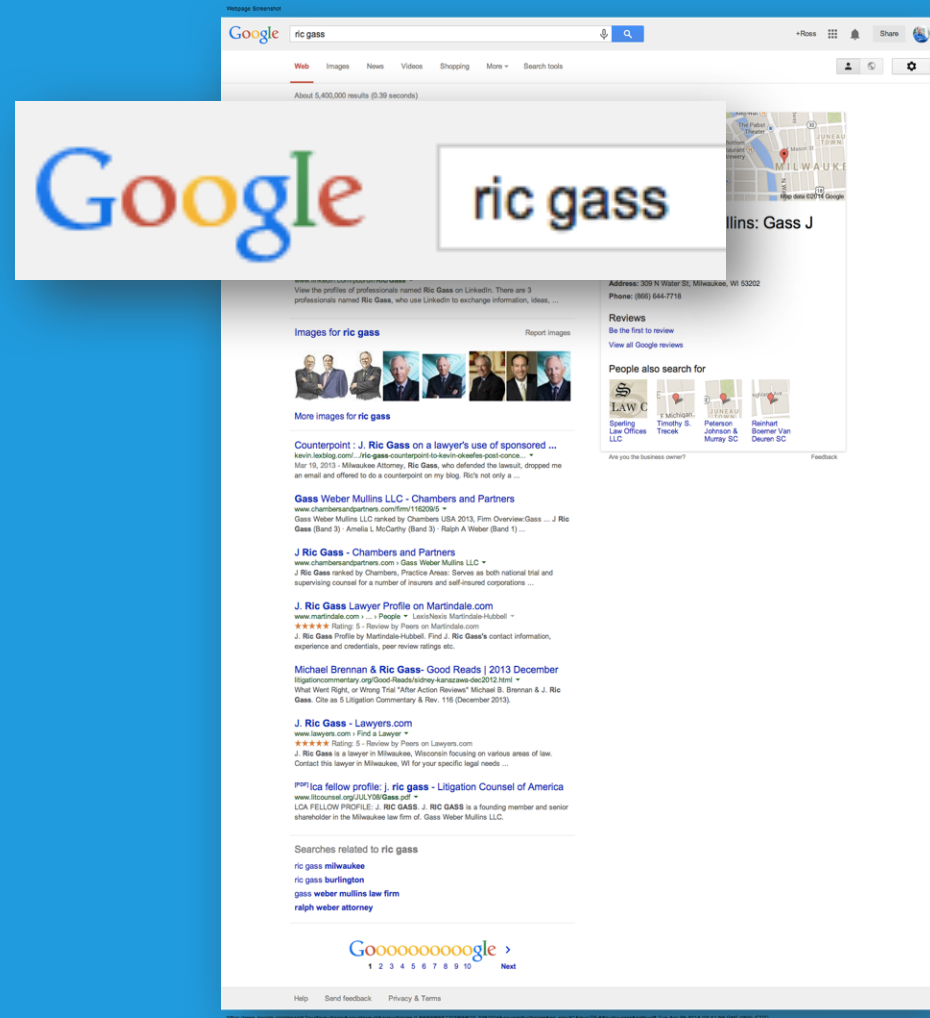 Webpage Screenshot
Google
ric gass
+Ross
Share
Web Images News Videos Shopping More Search tools
About 5,400,000 results (0.39 seconds)
Google ric gass
View the profiles of professionals named Ric Gass on LinkedIn. There are 3
professionals named Ric Gass, who use LinkedIn to exchange information, ideas, ...
Images for ric gass
Report images
More images for ric gass
Counterpoint : J. Ric Gass on a lawyer's use of sponsored ...
kevin.lexblog.com/.../ric-gass-counterpoint-to-kevin-okeefes-post-conce...
Mar 19, 2013 - Milwaukee Attorney, Ric Gass, who defended the lawsuit, dropped me
an email and offered to do a counterpoint on my blog. Ric's not only a ...
Gass Weber Mullins LLC - Chambers and Partners
www.chambersandpartners.com/firm/116209/5
Gass Weber Mullins LLC ranked by Chambers USA 2013, Firm Overview:Gass ... J Ric
Gass (Band 3) · Amelia L McCarthy (Band 3) · Ralph A Weber (Band 1) ...
J Ric Gass - Chambers and Partners
www.chambersandpartners.com › Gass Weber Mullins LLC
J Ric Gass ranked by Chambers, Practice Areas: Serves as both national trial and
supervising counsel for a number of insurers and self-insured corporations ...
J. Ric Gass Lawyer Profile on Martindale.com
www.martindale.com › ... › People LexisNexis Martindale-Hubbell
★★★★★ Rating: 5 - Review by Peers on Martindale.com
J. Ric Gass Profile by Martindale-Hubbell. Find J. Ric Gass's contact information,
experience and credentials, peer review ratings etc.
Michael Brennan & Ric Gass- Good Reads | 2013 December
litigationcommentary.org/Good-Reads/sidney-kanazawa-dec2012.html
What Went Right, or Wrong Trial "After Action Reviews" Michael B. Brennan & J. Ric
Gass. Cite as 5 Litigation Commentary & Rev. 116 (December 2013).
J. Ric Gass - Lawyers.com
www.lawyers.com › Find a Lawyer
★★★★★ Rating: 5 - Review by Peers on Lawyers.com
J. Ric Gass is a lawyer in Milwaukee, Wisconsin focusing on various areas of law.
Contact this lawyer in Milwaukee, WI for your specific legal needs ...
[PDF] lca fellow profile: j. ric gass - Litigation Counsel of America
www.litcounsel.org/JULY08/Gass.pdf
LCA FELLOW PROFILE: J. RIC GASS. J. RIC GASS is a founding member and senior
shareholder in the Milwaukee law firm of. Gass Weber Mullins LLC.
Searches related to ric gass
ric gass milwaukee
ric gass burlington
gass weber mullins law firm
ralph weber attorney
Goooooooooogle >
1 2 3 4 5 6 7 8 9 10 Next
Help Send feedback Privacy & Terms
The Pabst
Theater
JUNEAU
TOWN
Mason St
MILWAUKE
Map data ©2014 Google
llins: Gass J
Address: 309 N Water St, Milwaukee, WI 53202
Phone: (866) 644-7718
Reviews
Be the first to review
View all Google reviews
People also search for
S
LAW C
E Michigan
JUNEAU
TOWN
Sperling
Law Offices
LLC
Timothy S.
Trecek
Peterson
Johnson &
Murray SC
Reinhart
Boerner Van
Deuren SC
Are you the business owner?
Feedback